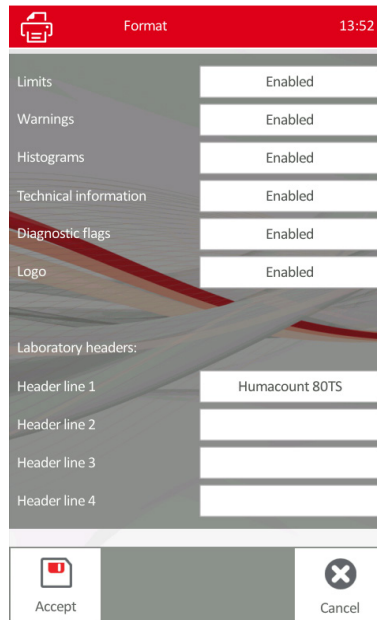 Format 13:52
Limits Enabled
Warnings Enabled
Histograms Enabled
Technical information Enabled
Diagnostic flags Enabled
Logo Enabled
Laboratory headers:
Header line 1 Humacount 80TS
Header line 2
Header line 3
Header line 4
Accept Cancel